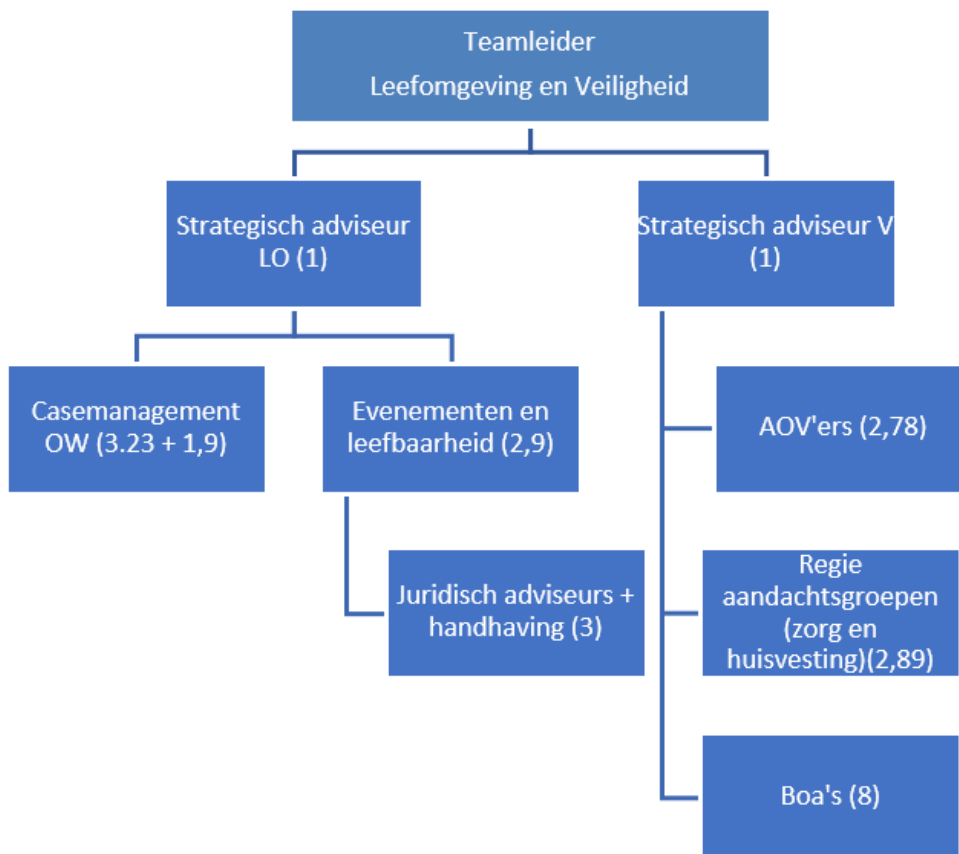 Teamleider
Leefomgeving en Veiligheid
Strategisch adviseur
LO (1)
Strategisch adviseur V
(1)
Casemanagement
OW (3.23 + 1,9)
Evenementen en
leefbaarheid (2,9)
Juridisch adviseurs +
handhaving (3)
AOV'ers (2,78)
Regie
aandachtsgroepen
(zorg en
huisvesting)(2,89)
Boa's (8)